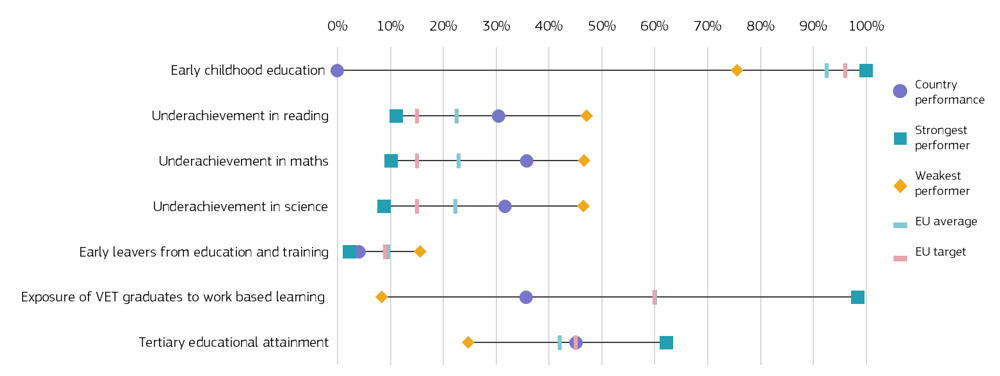 0% 10% 20% 30% 40% 50% 60% 70% 80% 90% 100%
Early childhood education
Underachievement in reading
Underachievement in maths
Underachievement in science
Early leavers from education and training
Exposure of VET graduates to work based learning
Tertiary educational attainment
Country
performance
Strongest
performer
Weakest
performer
EU average
EU target